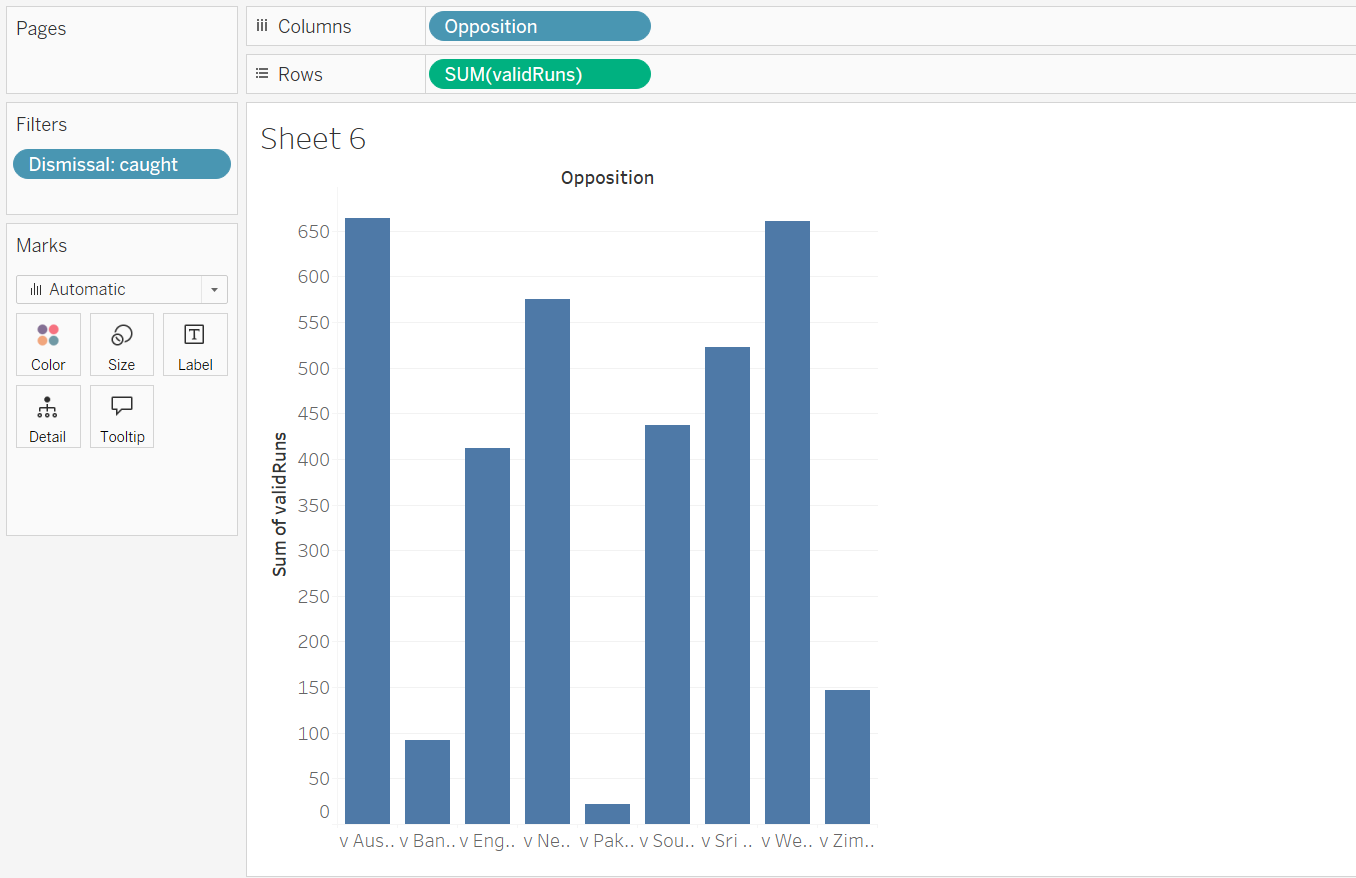 Pages
Columns
Opposition
Rows
SUM(validRuns)
Filters
Dismissal: caught
Marks
Automatic
Color
Size
Label
Detail
Tooltip
Sheet 6
Opposition
Sum of validRuns
650
600
550
500
450
400
350
300
250
200
150
100
50
0
v Aus.. v Ban.. v Eng.. v Ne.. v Pak.. v Sou.. v Sri .. v We.. v Zim..